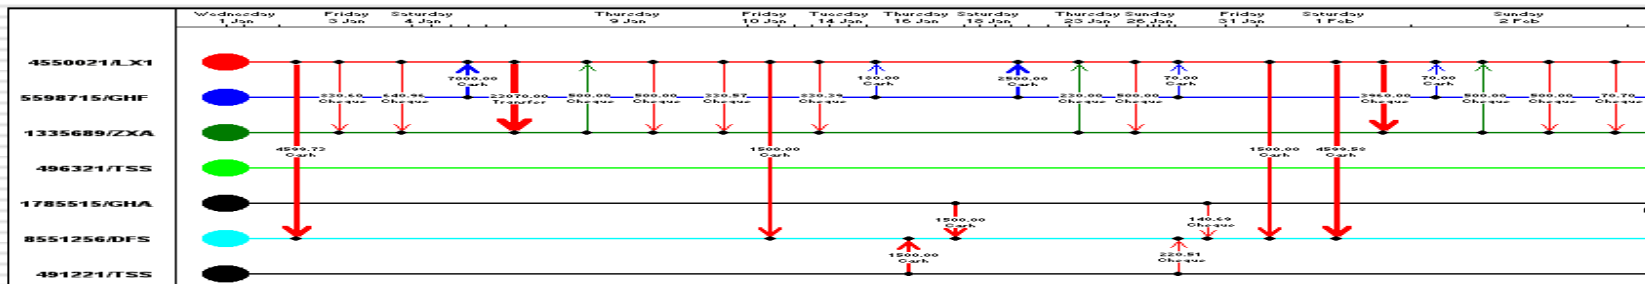 Wednesday Friday Saturday Thursday Friday Tuesday Thursday Saturday Thursday Sunday Friday Saturday Sunday
1 Jan 3 Jan 4 Jan 9 Jan 10 Jan 14 Jan 16 Jan 18 Jan 23 Jan 26 Jan 31 Jan 1 Feb 2 Feb
4550021/LX1
7000.00 100.00 2500.00 70.00 70.00
Cash Cash Cash Cash Cash
5598715/GHF
Cheque Cheque Transfer 500.00 500.00 Cheque Cheque 500.00 Cheque 500.00 500.00 70.70
Cheque Cheque Cheque Cheque Cheque Cheque Cheque
1335689/ZXA
4599.73 1500.00 1500.00 4599.58
Cash Cash Cash Cash
496321/TSS
1785515/GHA
1500.00 140.69
Cash Cheque
8551256/DFS
1500.00 220.51
Cash Cheque
491221/TSS